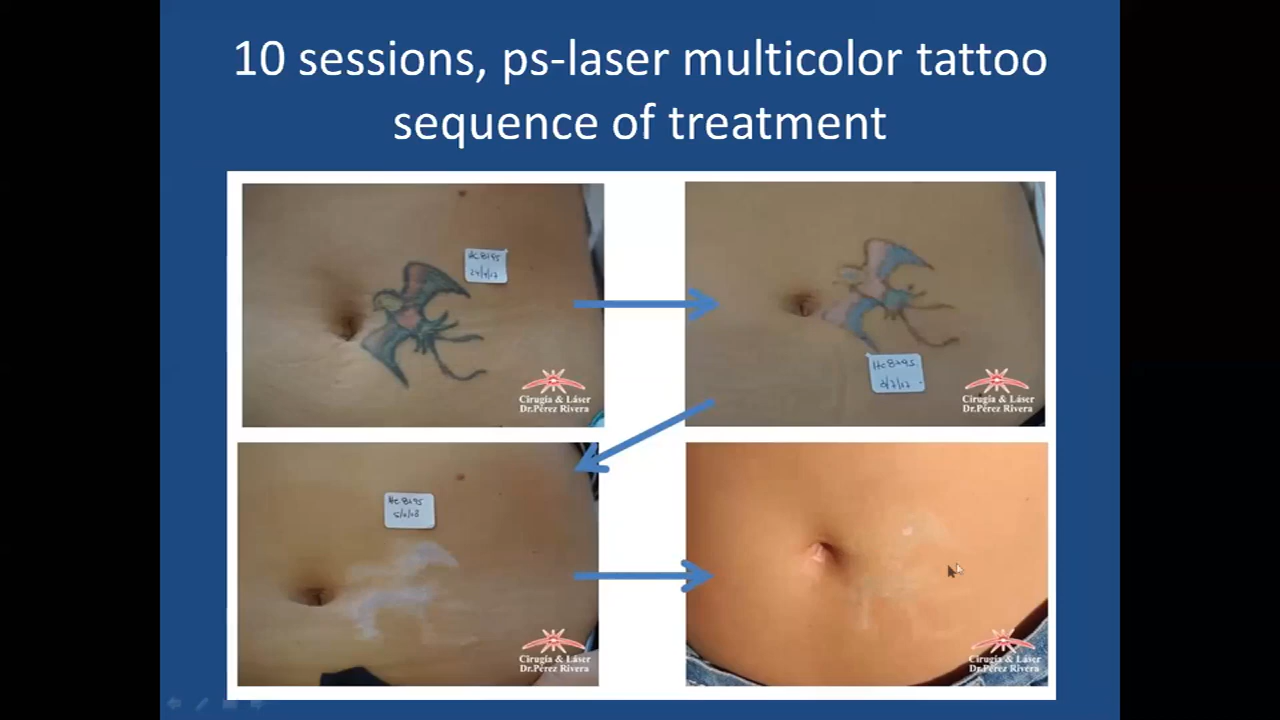 10 sessions, ps-laser multicolor tattoo
sequence of treatment
Cirugía & Láser
Dr.Pérez Rivera
Cirugía & Láser
Dr.Pérez Rivera
Cirugía & Láser
Dr.Pérez Rivera
Cirugía & Láser
Dr.Pérez Rivera